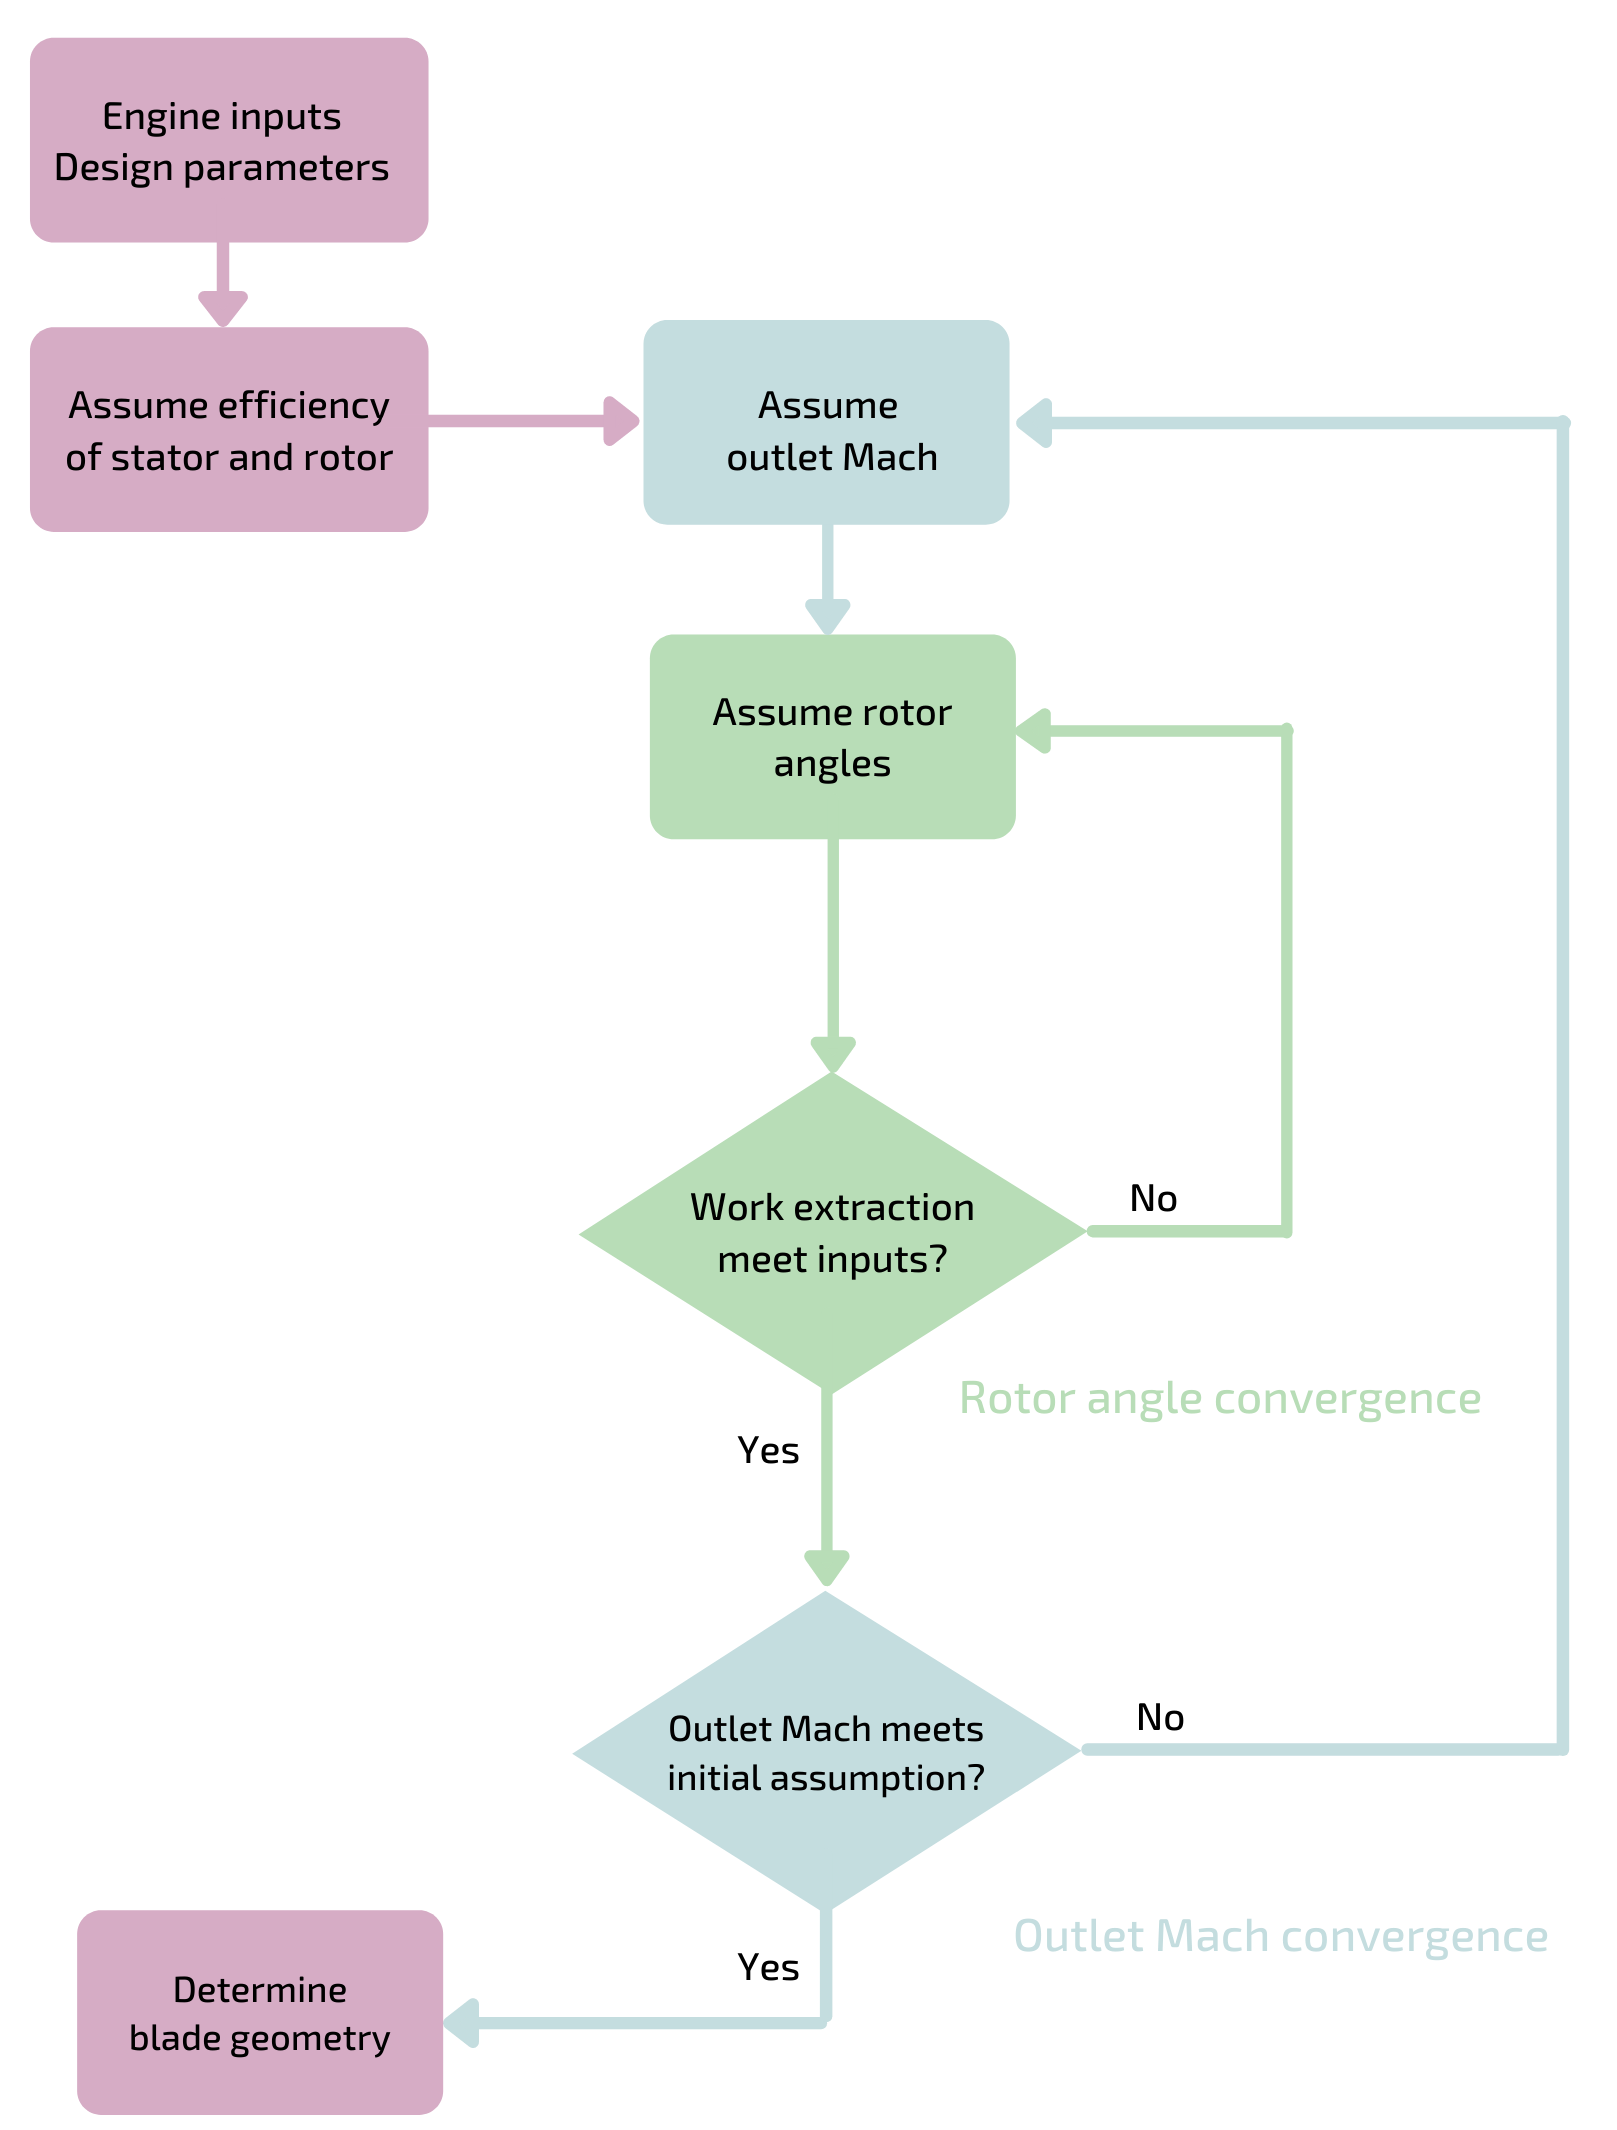 Engine inputs
Design parameters
Assume efficiency
of stator and rotor
Assume
outlet Mach
Assume rotor
angles
Work extraction
meet inputs?
No
Rotor angle convergence
Yes
Outlet Mach meets
initial assumption?
No
Outlet Mach convergence
Yes
Determine
blade geometry